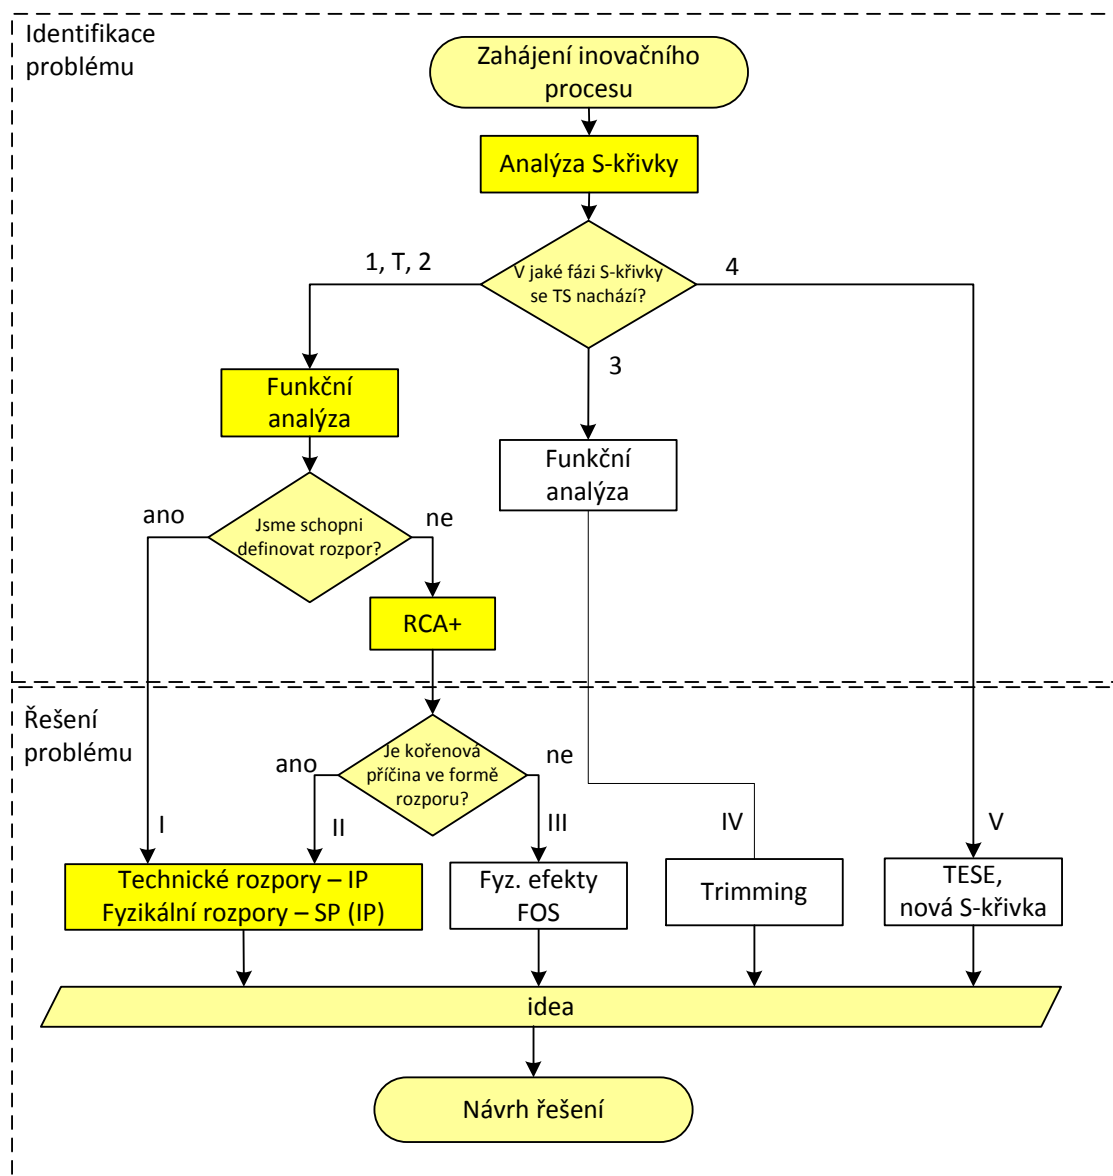 Identifikace
problému
Zahájení inovačního
procesu
Analýza S-křivky
V jaké fázi S-křivky
se TS nachází?
1, T, 2
4
3
Funkční
analýza
Funkční
analýza
Jsme schopni
definovat rozpor?
ano
ne
RCA+
Řešení
problému
Je kořenová
příčina ve formě
rozporu?
ano
ne
I
II
III
IV
V
Technické rozpory – IP
Fyzikální rozpory – SP (IP)
Fyz. efekty
FOS
Trimming
TESE,
nová S-křivka
idea
Návrh řešení